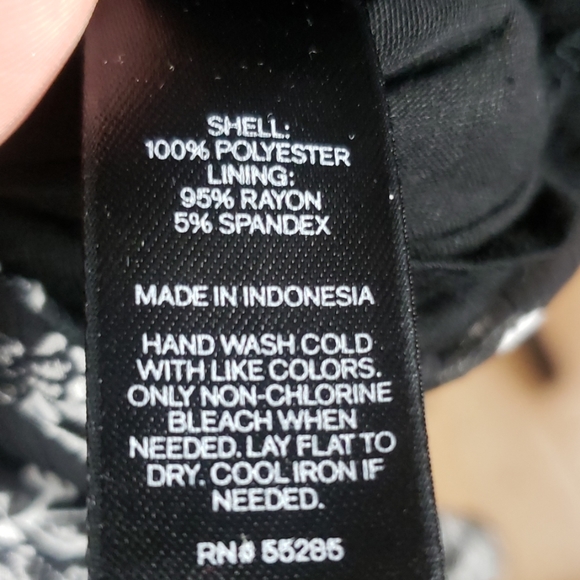 SHELL:
100% POLYESTER
LINING:
95% RAYON
5% SPANDEX
MADE IN INDONESIA
HAND WASH COLD
WITH LIKE COLORS.
ONLY NON-CHLORINE
BLEACH WHEN
NEEDED. LAY FLAT TO
DRY. COOL IRON IF
NEEDED.
RN# 55285